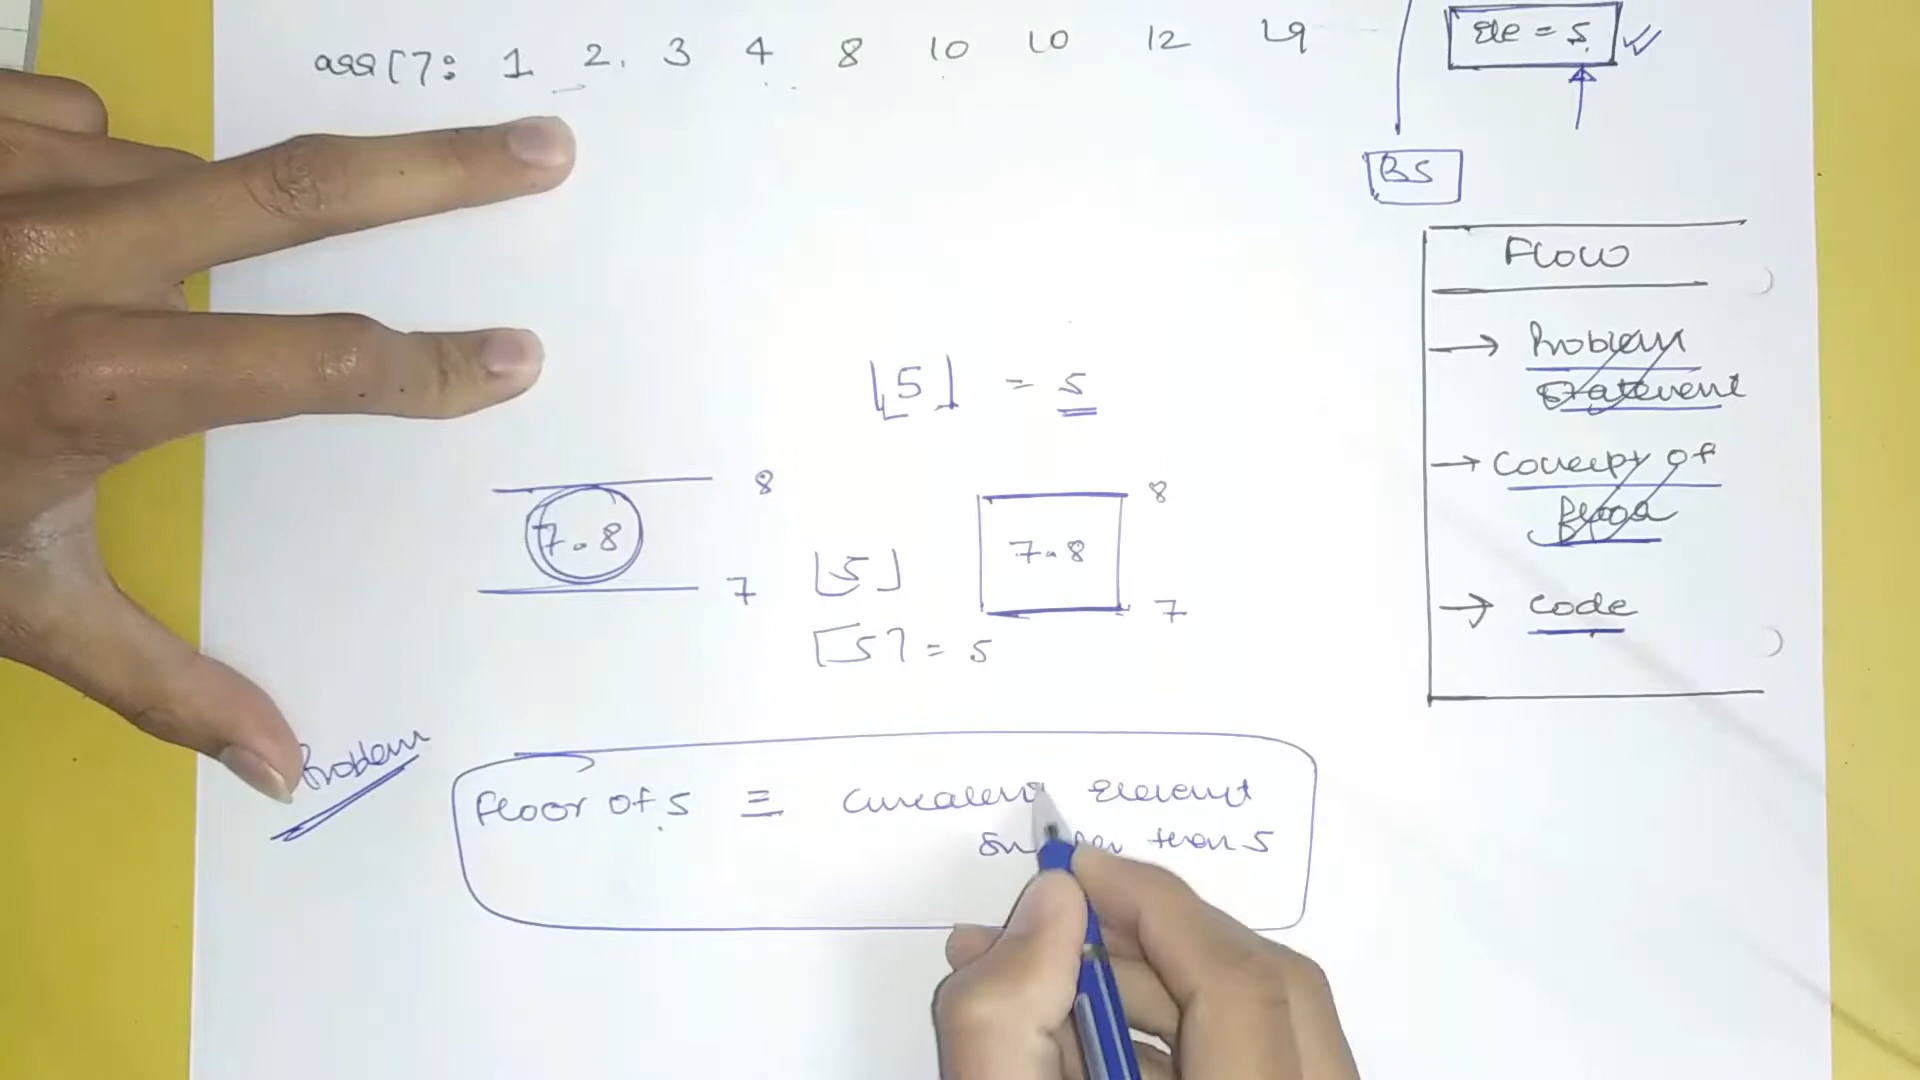 arr[]: 1 2 3 4 8 10 10 12 19
ele = 5
BS
Flow
→ Problem
Statement
→ Concept of
Floor
→ Code
⌊5⌋ = 5
8
7.8
7
⌊5⌋
⌈5⌉ = 5
8
7.8
7
Problem
Floor of 5 ≡ element
than 5